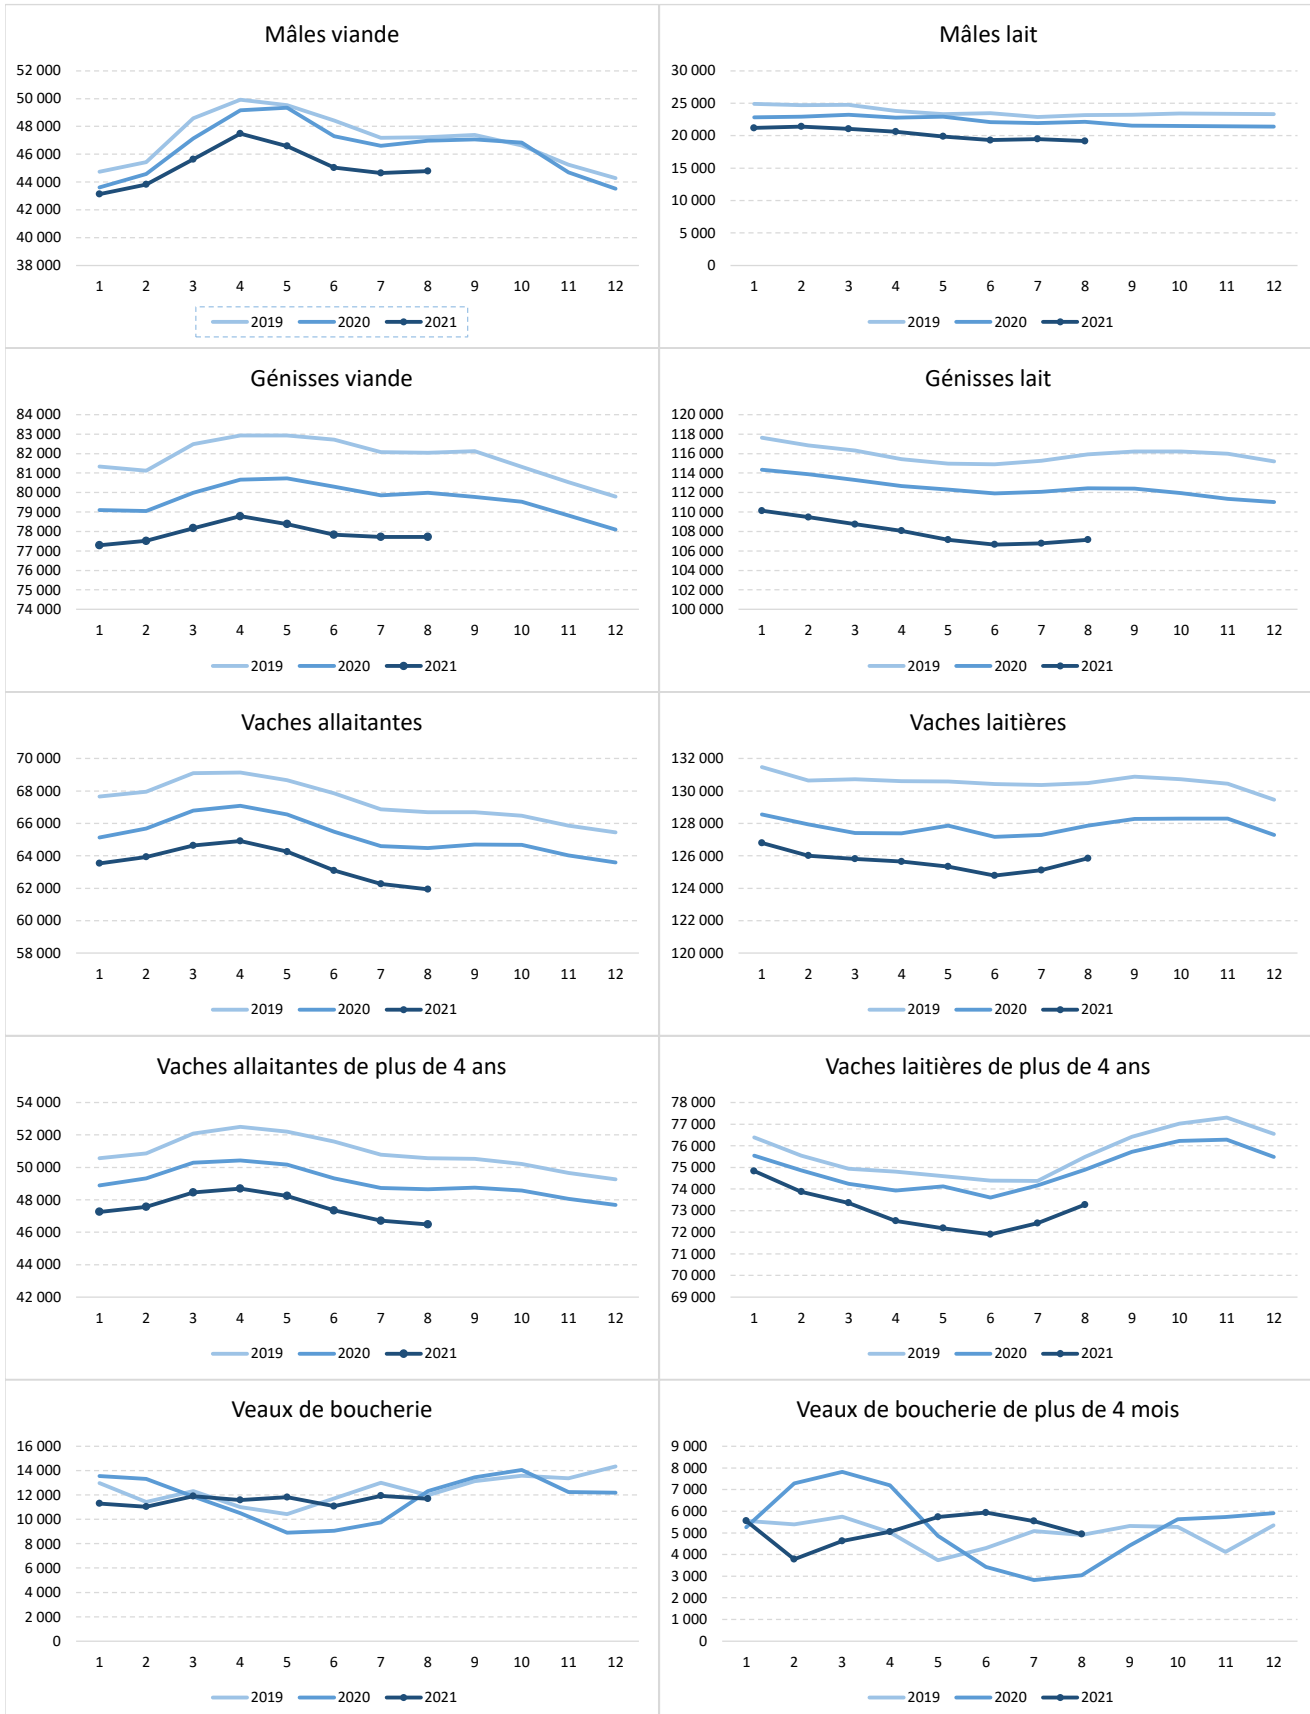 Mâles viande
52 000
50 000
48 000
46 000
44 000
42 000
40 000
38 000
1 2 3 4 5 6 7 8 9 10 11 12
2019 2020 2021
Mâles lait
30 000
25 000
20 000
15 000
10 000
5 000
0
1 2 3 4 5 6 7 8 9 10 11 12
2019 2020 2021
Génisses viande
84 000
83 000
82 000
81 000
80 000
79 000
78 000
77 000
76 000
75 000
74 000
1 2 3 4 5 6 7 8 9 10 11 12
2019 2020 2021
Génisses lait
120 000
118 000
116 000
114 000
112 000
110 000
108 000
106 000
104 000
102 000
100 000
1 2 3 4 5 6 7 8 9 10 11 12
2019 2020 2021
Vaches allaitantes
70 000
68 000
66 000
64 000
62 000
60 000
58 000
1 2 3 4 5 6 7 8 9 10 11 12
2019 2020 2021
Vaches laitières
132 000
130 000
128 000
126 000
124 000
122 000
120 000
1 2 3 4 5 6 7 8 9 10 11 12
2019 2020 2021
Vaches allaitantes de plus de 4 ans
54 000
52 000
50 000
48 000
46 000
44 000
42 000
1 2 3 4 5 6 7 8 9 10 11 12
2019 2020 2021
Vaches laitières de plus de 4 ans
78 000
77 000
76 000
75 000
74 000
73 000
72 000
71 000
70 000
69 000
1 2 3 4 5 6 7 8 9 10 11 12
2019 2020 2021
Veaux de boucherie
16 000
14 000
12 000
10 000
8 000
6 000
4 000
2 000
0
1 2 3 4 5 6 7 8 9 10 11 12
2019 2020 2021
Veaux de boucherie de plus de 4 mois
9 000
8 000
7 000
6 000
5 000
4 000
3 000
2 000
1 000
0
1 2 3 4 5 6 7 8 9 10 11 12
2019 2020 2021